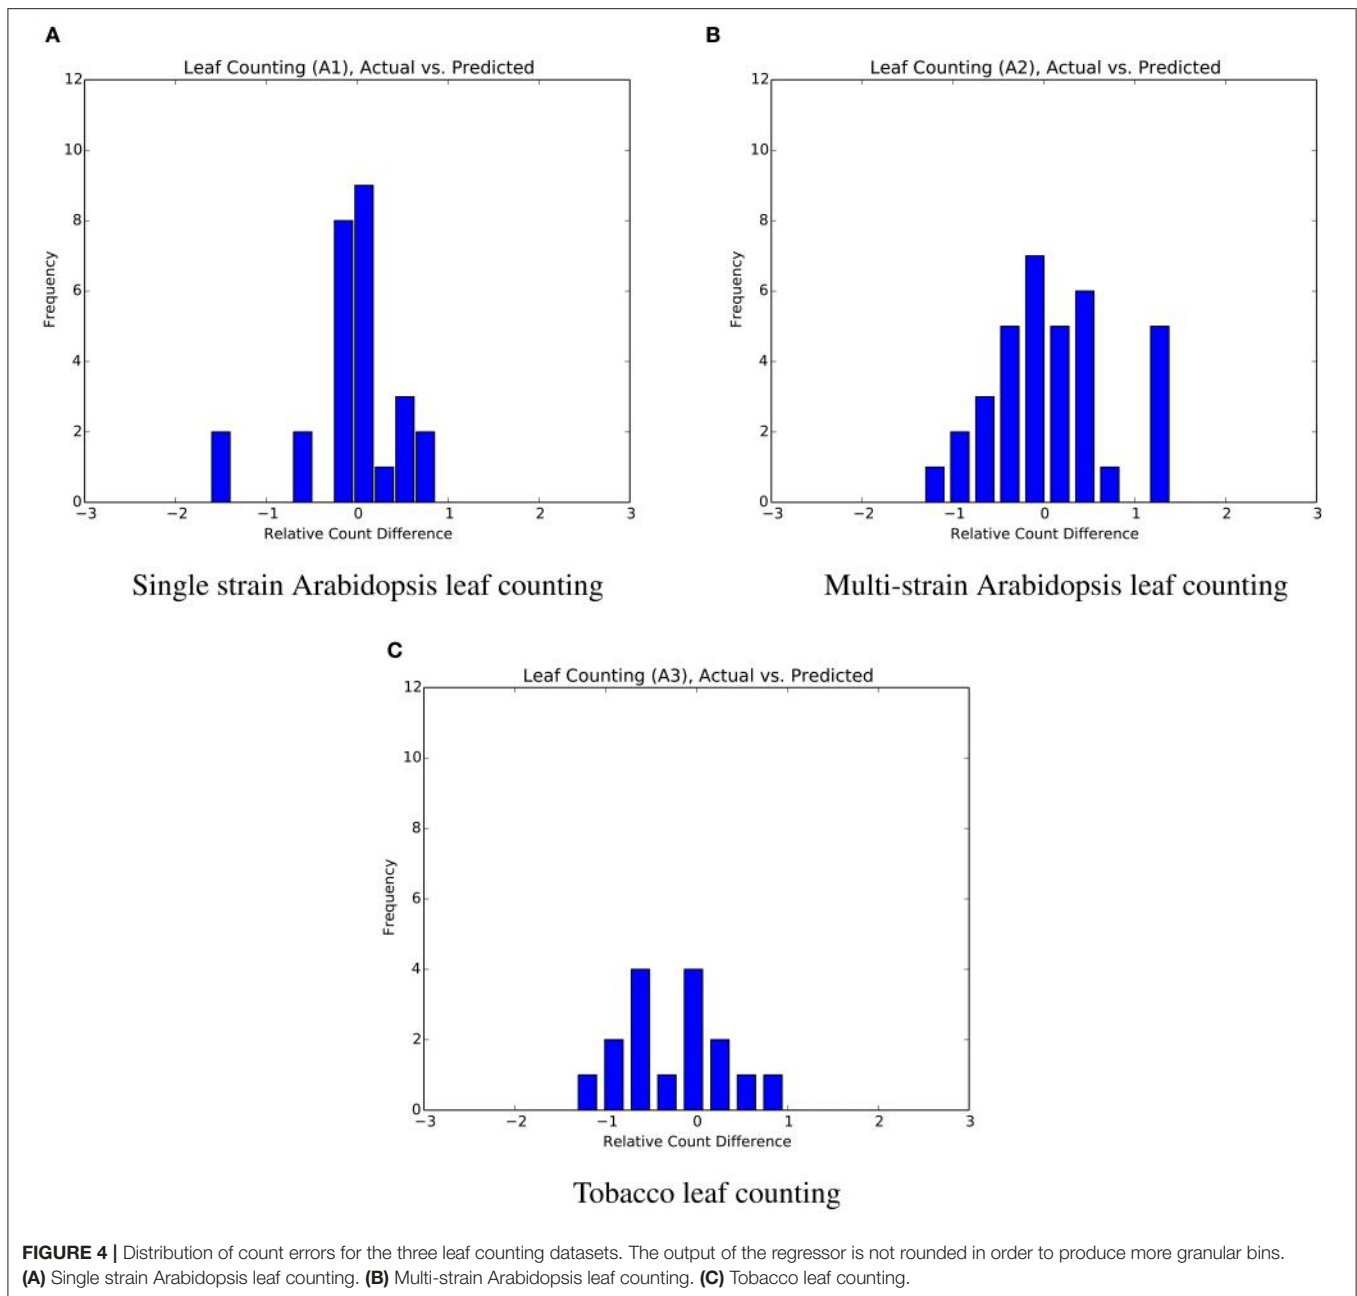 A
Leaf Counting (A1), Actual vs. Predicted
12
10
8
6
4
2
0
Frequency
−3 −2 −1 0 1 2 3
Relative Count Difference
Single strain Arabidopsis leaf counting
B
Leaf Counting (A2), Actual vs. Predicted
12
10
8
6
4
2
0
Frequency
−3 −2 −1 0 1 2 3
Relative Count Difference
Multi-strain Arabidopsis leaf counting
C
Leaf Counting (A3), Actual vs. Predicted
12
10
8
6
4
2
0
Frequency
−3 −2 −1 0 1 2 3
Relative Count Difference
Tobacco leaf counting
FIGURE 4 | Distribution of count errors for the three leaf counting datasets. The output of the regressor is not rounded in order to produce more granular bins.
(A) Single strain Arabidopsis leaf counting. (B) Multi-strain Arabidopsis leaf counting. (C) Tobacco leaf counting.